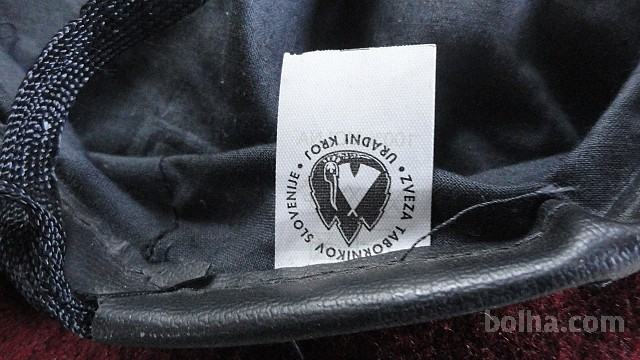 • ZVEZA TABORNIKOV SLOVENIJE • URADNI KROJ
bolha.com